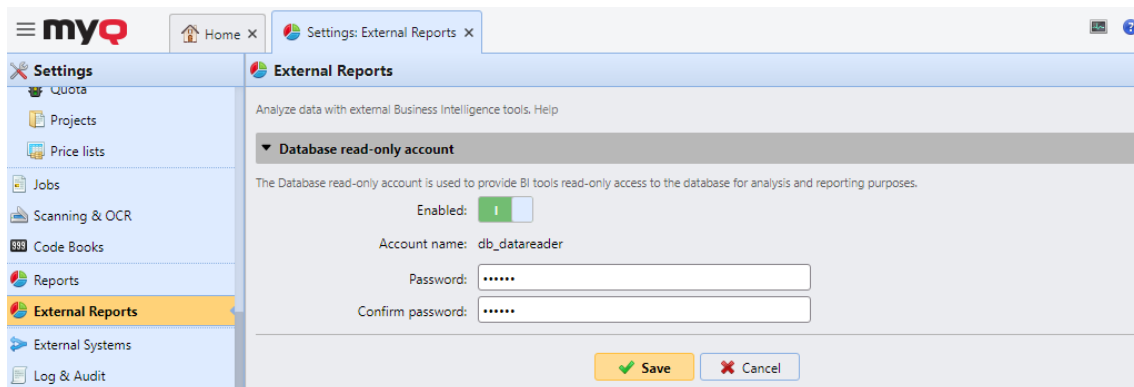 myQ
Home
Settings: External Reports
Settings
Quota
Projects
Price lists
Jobs
Scanning & OCR
999 Code Books
Reports
External Reports
External Systems
Log & Audit
External Reports
Analyze data with external Business Intelligence tools. Help
Database read-only account
The Database read-only account is used to provide BI tools read-only access to the database for analysis and reporting purposes.
Enabled:
Account name: db_datareader
Password: ••••••
Confirm password: ••••••
Save
Cancel